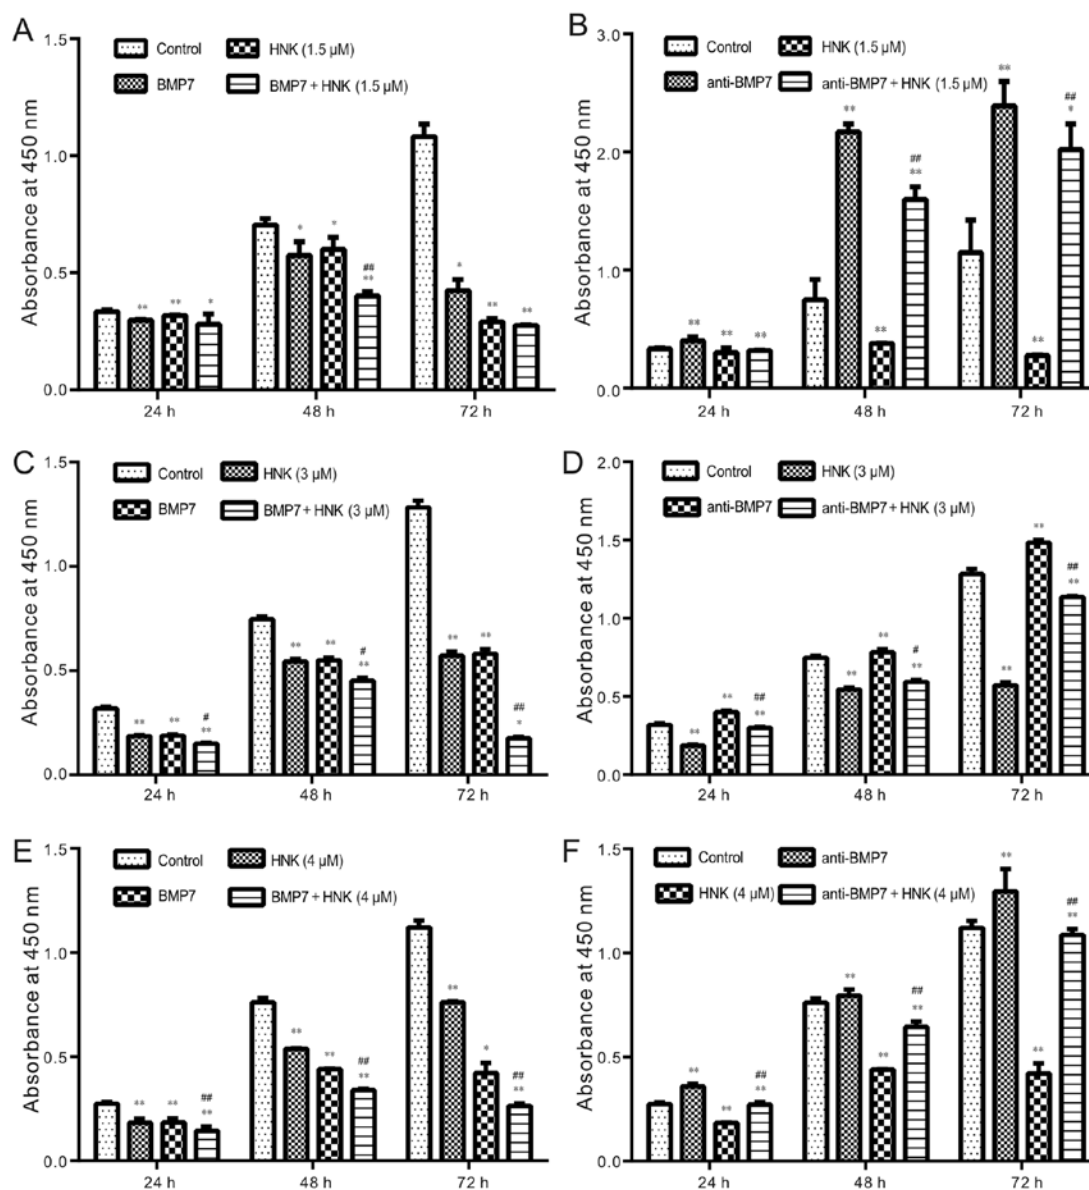 A
1.5
1.0
0.5
0.0
Absorbance at 450 nm
Control
HNK (1.5 μM)
BMP7
BMP7 + HNK (1.5 μM)
** ** * * * ## ** * ** **
24 h 48 h 72 h
B
3.0
2.0
1.0
0.0
Absorbance at 450 nm
Control
HNK (1.5 μM)
anti-BMP7
anti-BMP7 + HNK (1.5 μM)
** ** ** ** ** ## ** ** ** ## *
24 h 48 h 72 h
C
1.5
1.0
0.5
0.0
Absorbance at 450 nm
Control
HNK (3 μM)
BMP7
BMP7 + HNK (3 μM)
** ** # ** ** ** # ** ** ** ## *
24 h 48 h 72 h
D
2.0
1.5
1.0
0.5
0.0
Absorbance at 450 nm
Control
HNK (3 μM)
anti-BMP7
anti-BMP7 + HNK (3 μM)
** ** ## ** ** ** # ** ** ** ## **
24 h 48 h 72 h
E
1.5
1.0
0.5
0.0
Absorbance at 450 nm
Control
HNK (4 μM)
BMP7
BMP7 + HNK (4 μM)
** ** ## ** ** ** ## ** ** * ## **
24 h 48 h 72 h
F
1.5
1.0
0.5
0.0
Absorbance at 450 nm
Control
anti-BMP7
HNK (4 μM)
anti-BMP7 + HNK (4 μM)
** ** ## ** ** ** ## ** ** * ## **
24 h 48 h 72 h